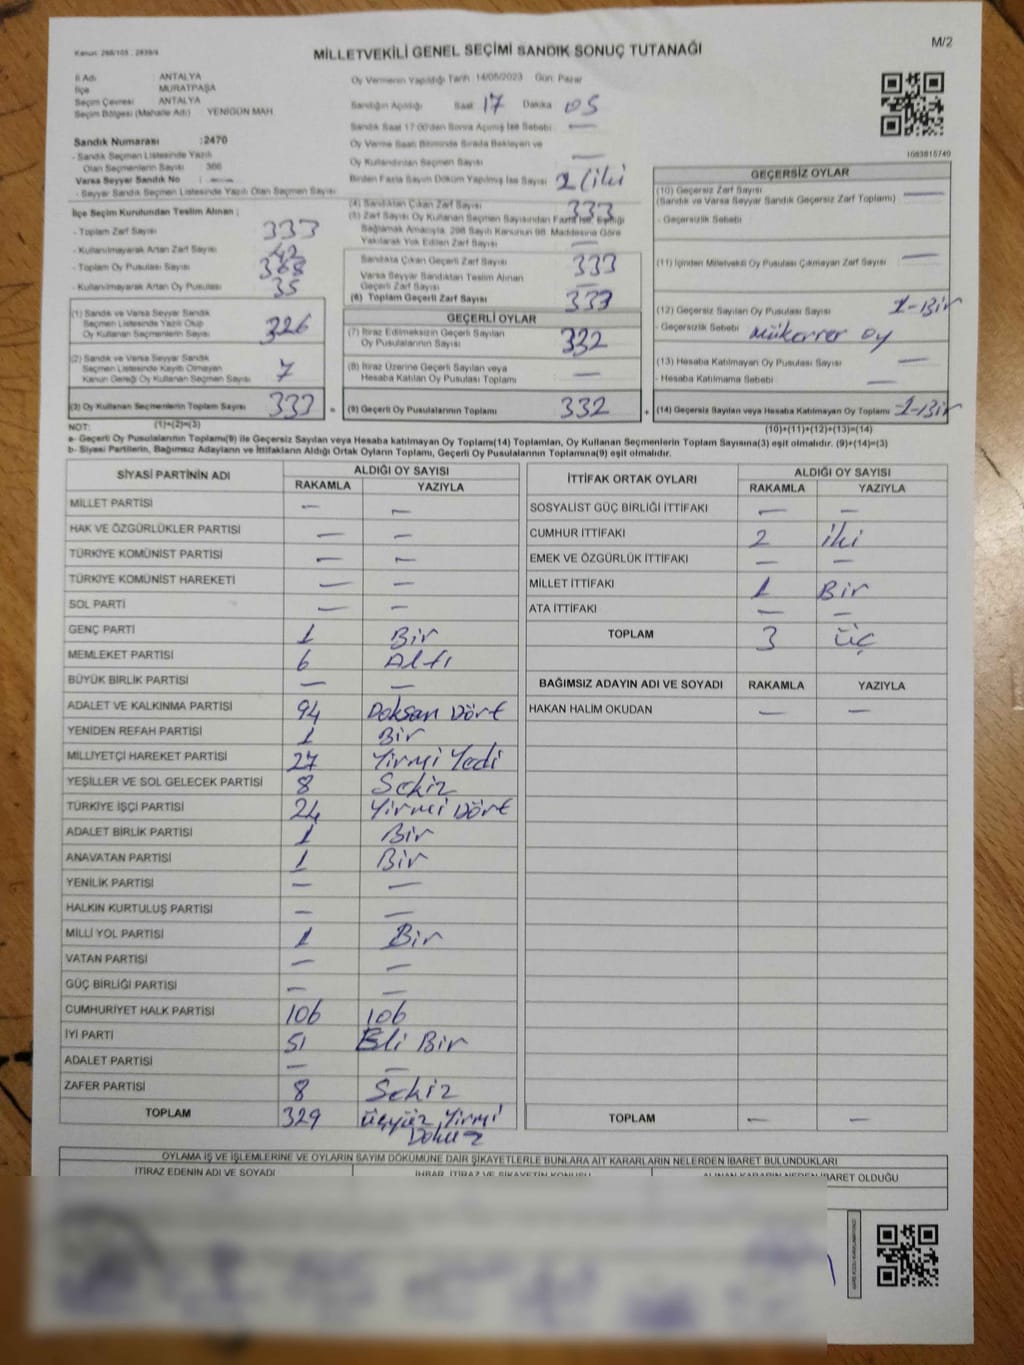 Kanun: 298/105 , 2839/4
MİLLETVEKİLİ GENEL SEÇİMİ SANDIK SONUÇ TUTANAĞI
M/2
İl Adı : ANTALYA
İlçe : MURATPAŞA
Seçim Çevresi : ANTALYA
Seçim Bölgesi (Mahalle Adı) : YENİGÜN MAH
Sandık Numarası :2470
- Sandık Seçmen Listesinde Yazılı
Olan Seçmenlerin Sayısı : 366
Varsa Seyyar Sandık No : —
- Seyyar Sandık Seçmen Listesinde Yazılı Olan Seçmen Sayısı
Oy Vermenin Yapıldığı Tarih :14/05/2023 Gün: Pazar
Sandığın Açıldığı Saat 17 Dakika 05
Sandık Saat 17:00'den Sonra Açılmış İse Sebebi: —
Oy Verme Saati Bitiminde Sırada Bekleyen ve
Oy Kullandırılan Seçmen Sayısı: —
Birden Fazla Sayım Döküm Yapılmış İse Sayısı 2 (iki
1083815740
İlçe Seçim Kurulundan Teslim Alınan ;
- Toplam Zarf Sayısı 333
- Kullanılmayarak Artan Zarf Sayısı 42
- Toplam Oy Pusulası Sayısı 368
- Kullanılmayarak Artan Oy Pusulası 35
(1) Sandık ve Varsa Seyyar Sandık
Seçmen Listesinde Yazılı Olup
Oy Kullanan Seçmenlerin Sayısı 326
(2) Sandık ve Varsa Seyyar Sandık
Seçmen Listesinde Kayıtlı Olmayan
Kanun Gereği Oy Kullanan Seçmen Sayısı 7
(3) Oy Kullanan Seçmenlerin Toplam Sayısı 333 =
(1)+(2)=(3)
(4) Sandıktan Çıkan Zarf Sayısı 333
(5) Zarf Sayısı Oy Kullanan Seçmen Sayısından Fazla İse, Eşitliği
Sağlamak Amacıyla, 298 Sayılı Kanunun 98. Maddesine Göre
Yakılarak Yok Edilen Zarf Sayısı —
Sandıkta Çıkan Geçerli Zarf Sayısı 333
Varsa Seyyar Sandıktan Teslim Alınan
Geçerli Zarf Sayısı —
(6) Toplam Geçerli Zarf Sayısı 333
GEÇERLİ OYLAR
(7) İtiraz Edilmeksizin Geçerli Sayılan
Oy Pusulalarının Sayısı 332
(8) İtiraz Üzerine Geçerli Sayılan veya
Hesaba Katılan Oy Pusulası Toplamı —
(9) Geçerli Oy Pusulalarının Toplamı 332 +
GEÇERSİZ OYLAR
(10) Geçersiz Zarf Sayısı —
(Sandık ve Varsa Seyyar Sandık Geçersiz Zarf Toplamı)
- Geçersizlik Sebebi
(11) İçinden Milletvekili Oy Pusulası Çıkmayan Zarf Sayısı —
(12) Geçersiz Sayılan Oy Pusulası Sayısı 1-Bir
- Geçersizlik Sebebi Mükerrer oy
(13) Hesaba Katılmayan Oy Pusulası Sayısı —
- Hesaba Katılmama Sebebi —
(14) Geçersiz Sayılan veya Hesaba Katılmayan Oy Toplamı 1-Bir
(10)+(11)+(12)+(13)=(14)
NOT:
a- Geçerli Oy Pusulalarının Toplamı(9) ile Geçersiz Sayılan veya Hesaba katılmayan Oy Toplamı(14) Toplamları, Oy Kullanan Seçmenlerin Toplam Sayısına(3) eşit olmalıdır. (9)+(14)=(3)
b- Siyasi Partilerin, Bağımsız Adayların ve İttifakların Aldığı Ortak Oyların Toplamı, Geçerli Oy Pusulalarının Toplamına(9) eşit olmalıdır.
SİYASİ PARTİNİN ADI ALDIĞI OY SAYISI
RAKAMLA YAZIYLA
MİLLET PARTİSİ — —
HAK VE ÖZGÜRLÜKLER PARTİSİ — —
TÜRKİYE KOMÜNİST PARTİSİ — —
TÜRKİYE KOMÜNİST HAREKETİ — —
SOL PARTİ — —
GENÇ PARTİ 1 Bir
MEMLEKET PARTİSİ 6 Altı
BÜYÜK BİRLİK PARTİSİ — —
ADALET VE KALKINMA PARTİSİ 94 Doksan Dört
YENİDEN REFAH PARTİSİ 1 Bir
MİLLİYETÇİ HAREKET PARTİSİ 27 Yirmi Yedi
YEŞİLLER VE SOL GELECEK PARTİSİ 8 Sekiz
TÜRKİYE İŞÇİ PARTİSİ 24 Yirmi Dört
ADALET BİRLİK PARTİSİ 1 Bir
ANAVATAN PARTİSİ 1 Bir
YENİLİK PARTİSİ — —
HALKIN KURTULUŞ PARTİSİ — —
MİLLİ YOL PARTİSİ 1 Bir
VATAN PARTİSİ — —
GÜÇ BİRLİĞİ PARTİSİ — —
CUMHURİYET HALK PARTİSİ 106 106
İYİ PARTİ 51 Elli Bir
ADALET PARTİSİ — —
ZAFER PARTİSİ 8 Sekiz
TOPLAM 329 üçyüz Yirmi
Dokuz
İTTİFAK ORTAK OYLARI ALDIĞI OY SAYISI
RAKAMLA YAZIYLA
SOSYALİST GÜÇ BİRLİĞİ İTTİFAKI — —
CUMHUR İTTİFAKI 2 iki
EMEK VE ÖZGÜRLÜK İTTİFAKI — —
MİLLET İTTİFAKI 1 Bir
ATA İTTİFAKI — —
TOPLAM 3 üç
BAĞIMSIZ ADAYIN ADI VE SOYADI RAKAMLA YAZIYLA
HAKAN HALİM OKUDAN — —
TOPLAM — —
OYLAMA İŞ VE İŞLEMLERİNE VE OYLARIN SAYIM DÖKÜMÜNE DAİR ŞİKAYETLERLE BUNLARA AİT KARARLARIN NELERDEN İBARET BULUNDUKLARI
İTİRAZ EDENİN ADI VE SOYADI İHBAR, İTİRAZ VE ŞİKAYETİN KONUSU ALINAN KARARIN NEDEN İBARET OLDUĞU